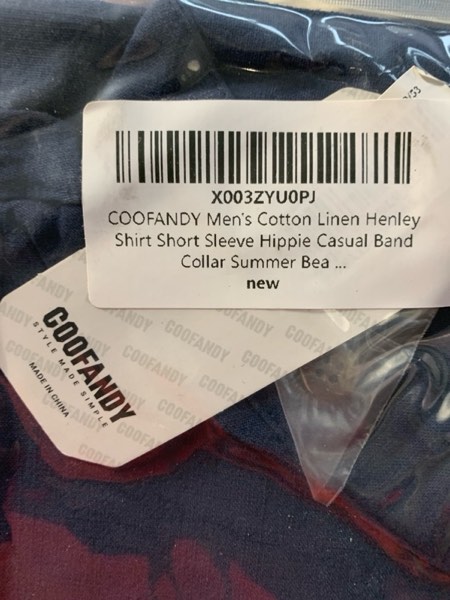 X003ZYU0PJ
COOFANDY Men's Cotton Linen Henley
Shirt Short Sleeve Hippie Casual Band
Collar Summer Bea ...
new
COOFANDY
STYLE MADE SIMPLE
MADE IN CHINA